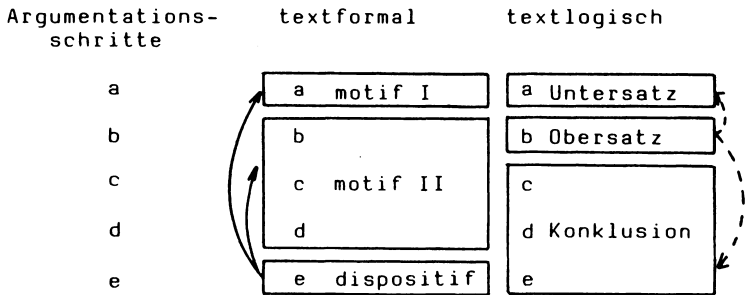 Argumentations- textformal textlogisch
schritte
a a motif I a Untersatz
b b b Obersatz
c c motif II c
d d d Konklusion
e e dispositif e